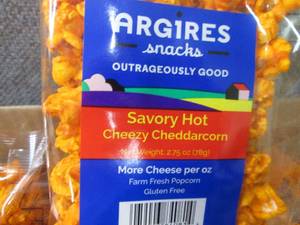 ARGIRES
snacks
OUTRAGEOUSLY GOOD
Savory Hot
Cheezy Cheddarcorn
Net Weight. 2.75 oz (78g)
More Cheese per oz
Farm Fresh Popcorn
Gluten Free